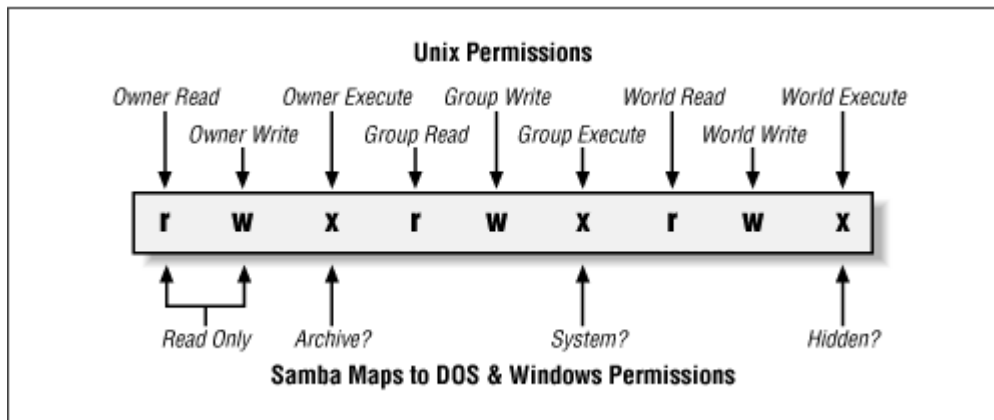 Unix Permissions
Owner Read Owner Execute Group Write World Read World Execute
Owner Write Group Read Group Execute World Write
r w x r w x r w x
Read Only Archive? System? Hidden?
Samba Maps to DOS & Windows Permissions